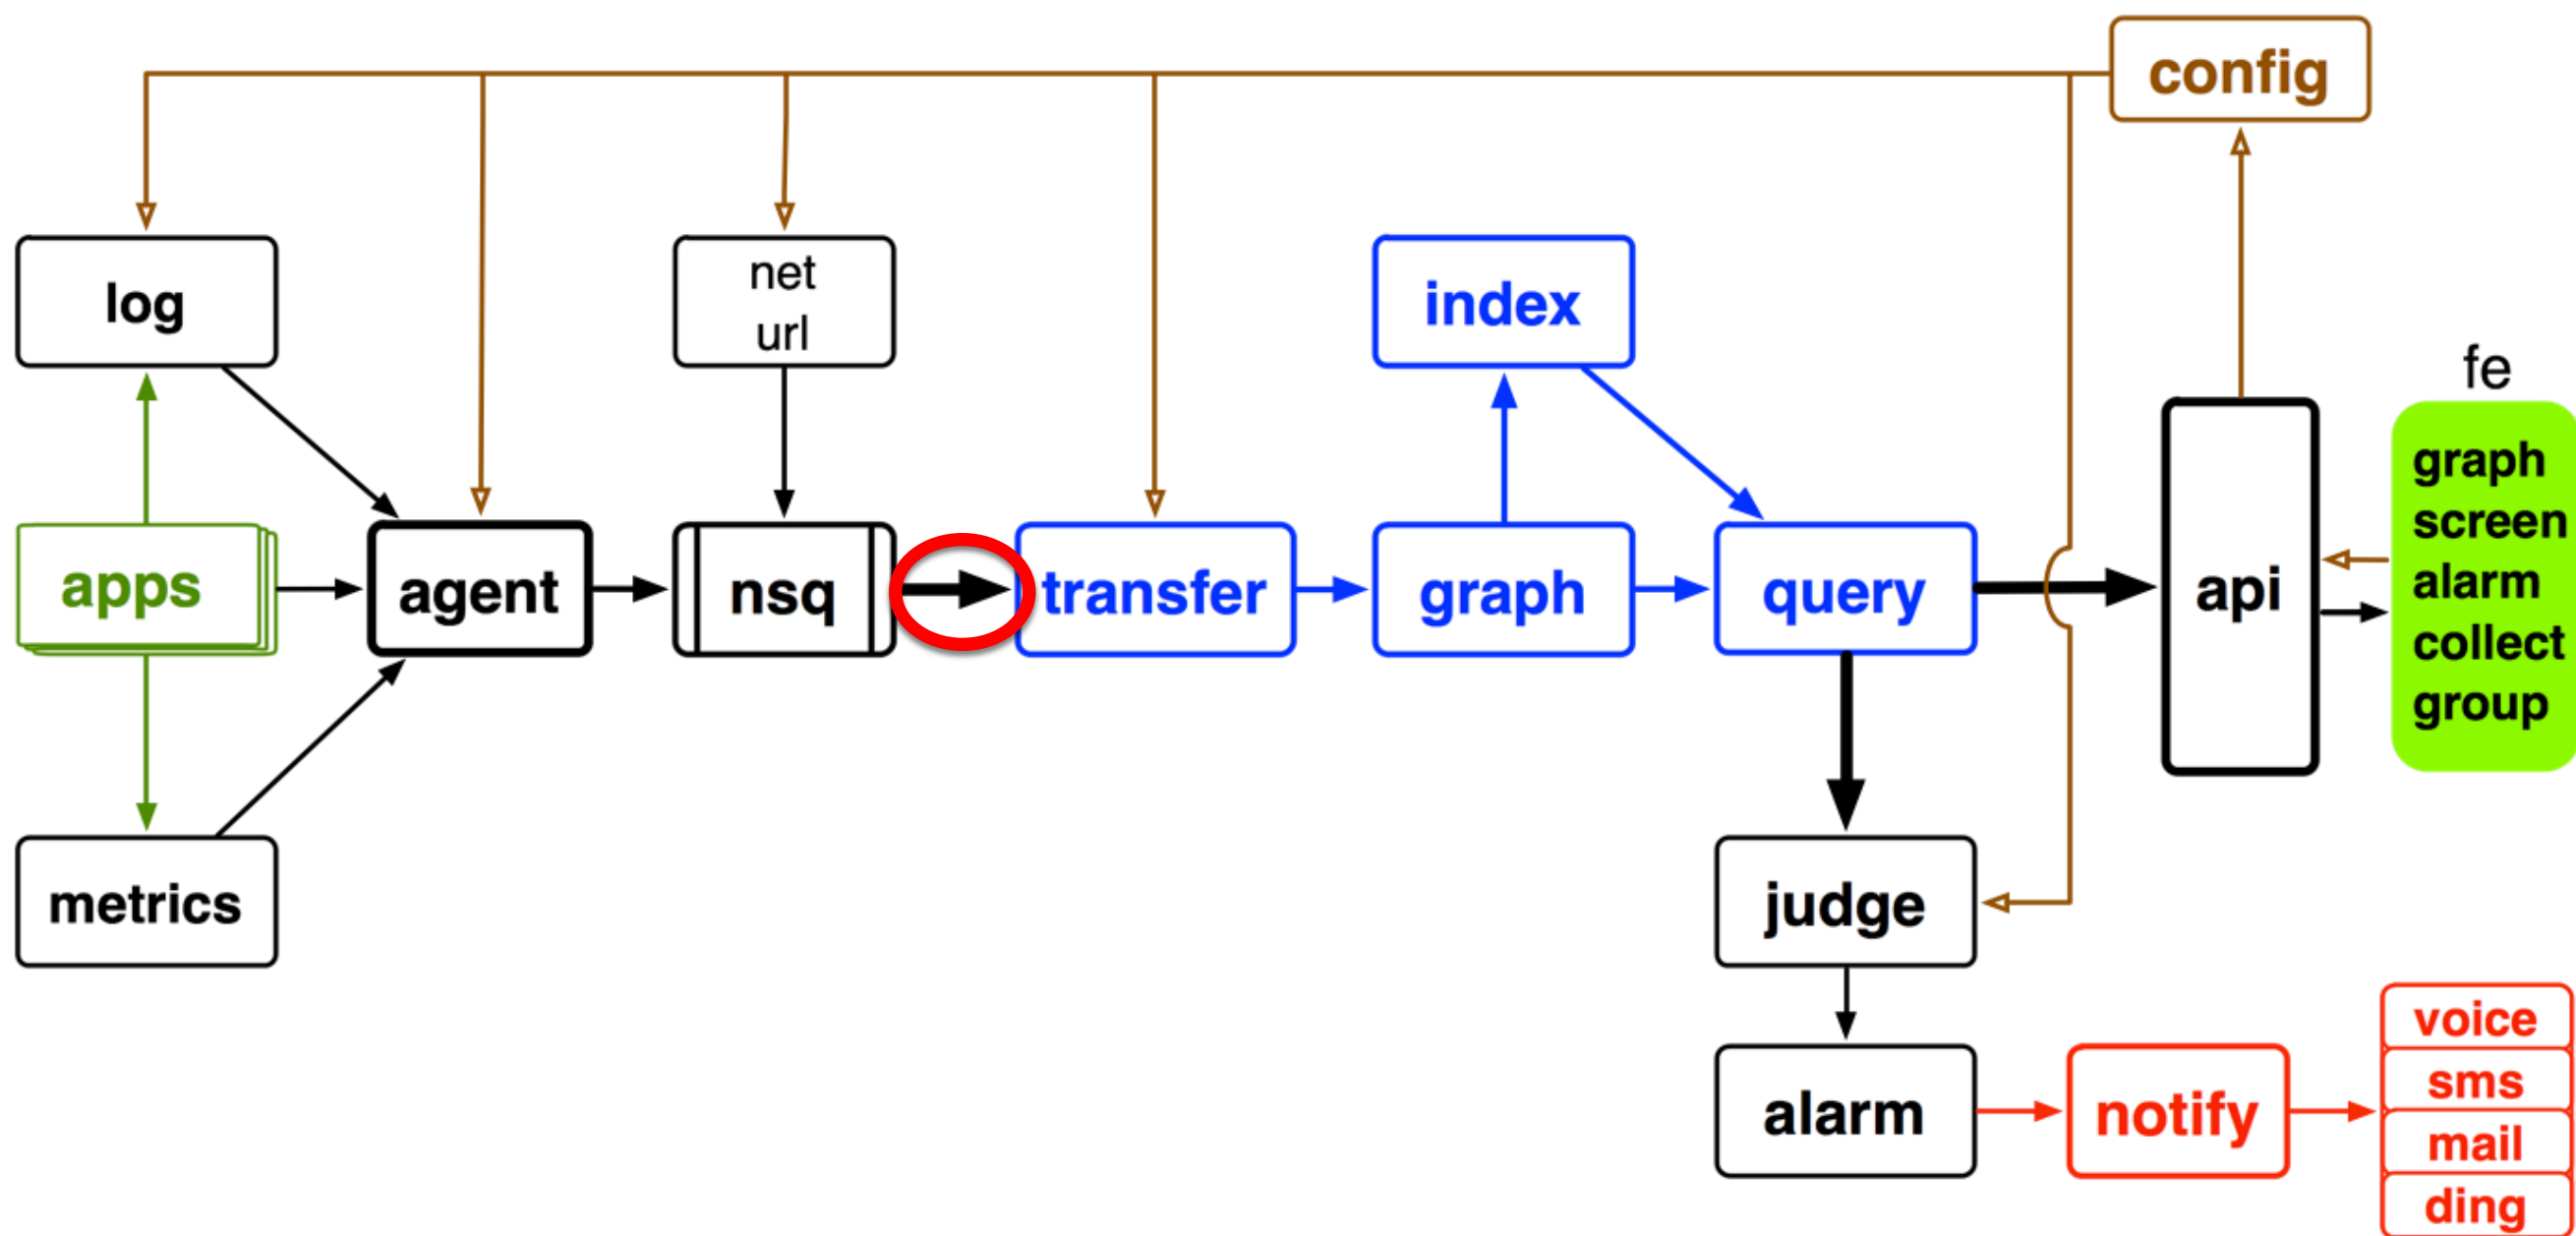 config
log
net
url
index
fe
apps
agent
nsq
transfer
graph
query
api
graph
screen
alarm
collect
group
metrics
judge
alarm
notify
voice
sms
mail
ding